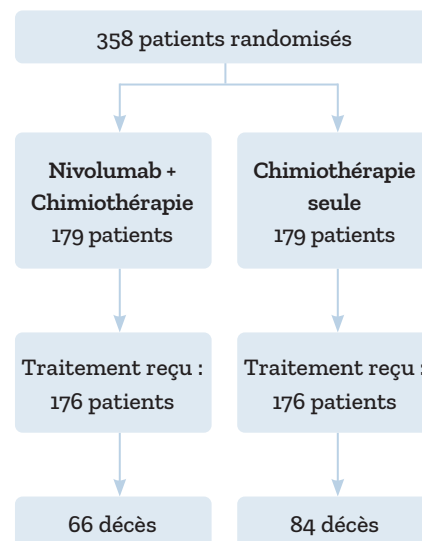 358 patients randomisés
Nivolumab +
Chimiothérapie
179 patients
Chimiothérapie
seule
179 patients
Traitement reçu :
176 patients
Traitement reçu :
176 patients
66 décès
84 décès